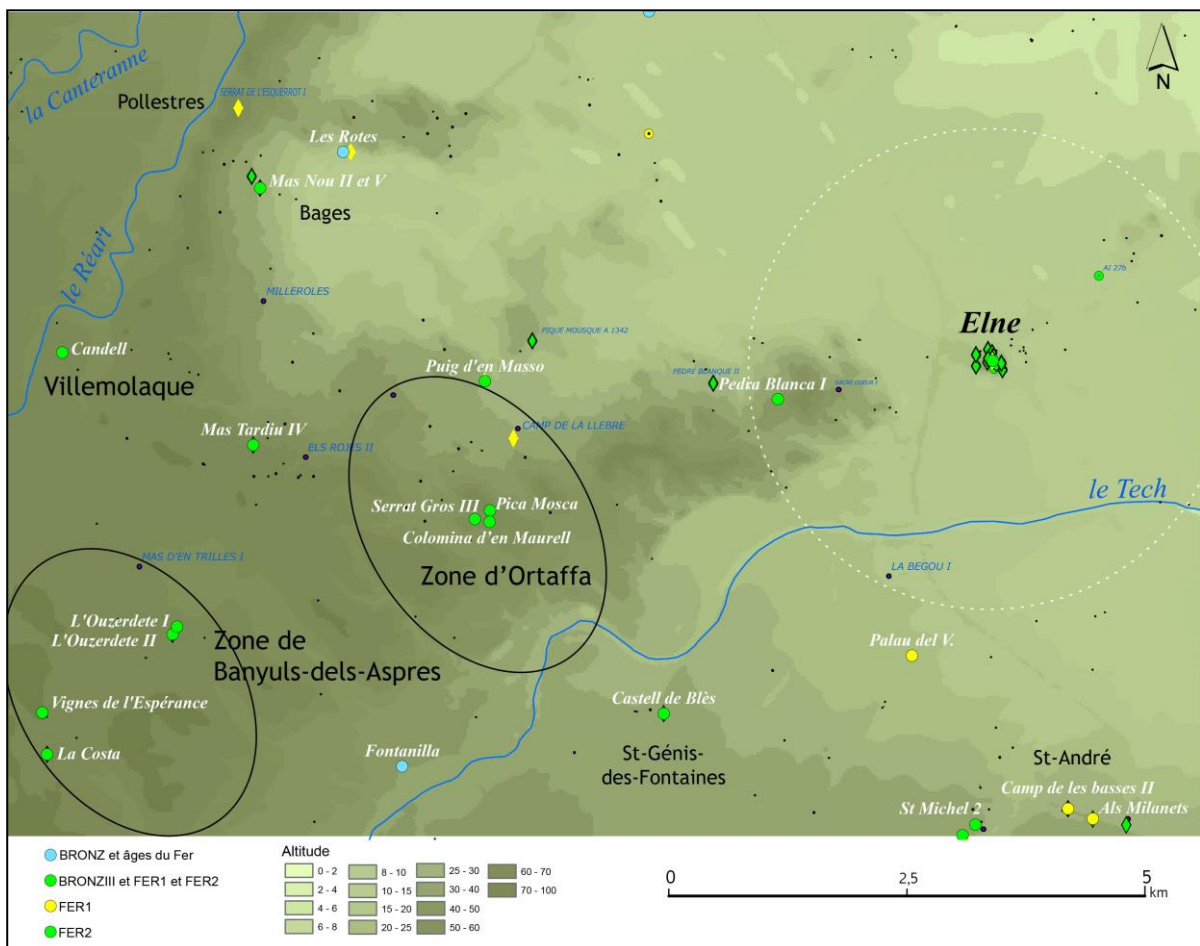 la Canteranne
Pollestres
SERRAT DE L'ESQUERROT I
N
Les Rotes
Mas Nou II et V
Bages
le Réart
MILLEROLES
AI 27b
Elne
PIQUE MOUSQUE A 1342
Candell
Villemolaque
Puig d'en Masso
PEDRE BLANQUE II
Pedra Blanca I
SACRE COEUR I
CAMP DE LA LLEBRE
Mas Tardiu IV
ELS ROJES II
le Tech
Serrat Gros III
Pica Mosca
Colomina d'en Maurell
Zone d'Ortaffa
MAS D'EN TRILLES I
LA BEGOU I
L'Ouzerdete I
L'Ouzerdete II
Zone de
Banyuls-dels-Aspres
Palau del V.
Vignes de l'Espérance
Castell de Blès
La Costa
Fontanilla
St-Génis-
des-Fontaines
St-André
Camp de les basses II
St Michel 2
Als Milanets
BRONZ et âges du Fer
BRONZIII et FER1 et FER2
FER1
FER2
Altitude
0 - 2
2 - 4
4 - 6
6 - 8
8 - 10
10 - 15
15 - 20
20 - 25
25 - 30
30 - 40
40 - 50
50 - 60
60 - 70
70 - 100
0 2,5 5
km